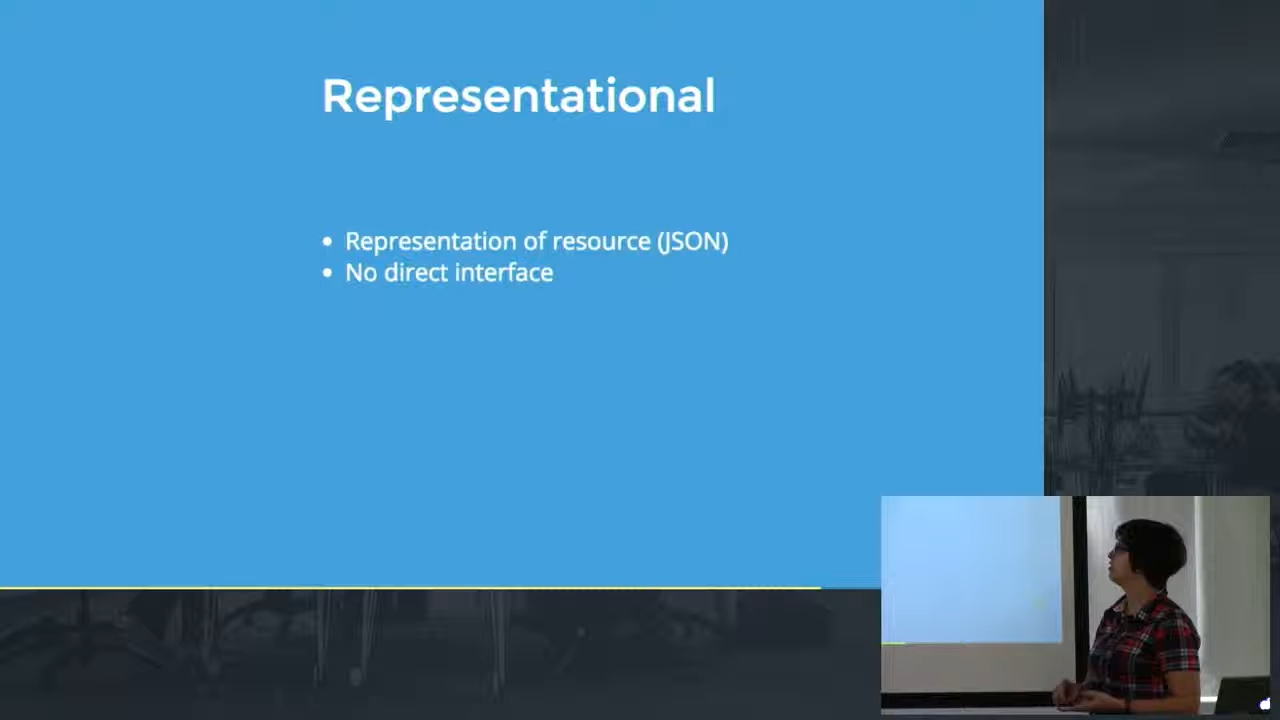 Representational
• Representation of resource (JSON)
• No direct interface